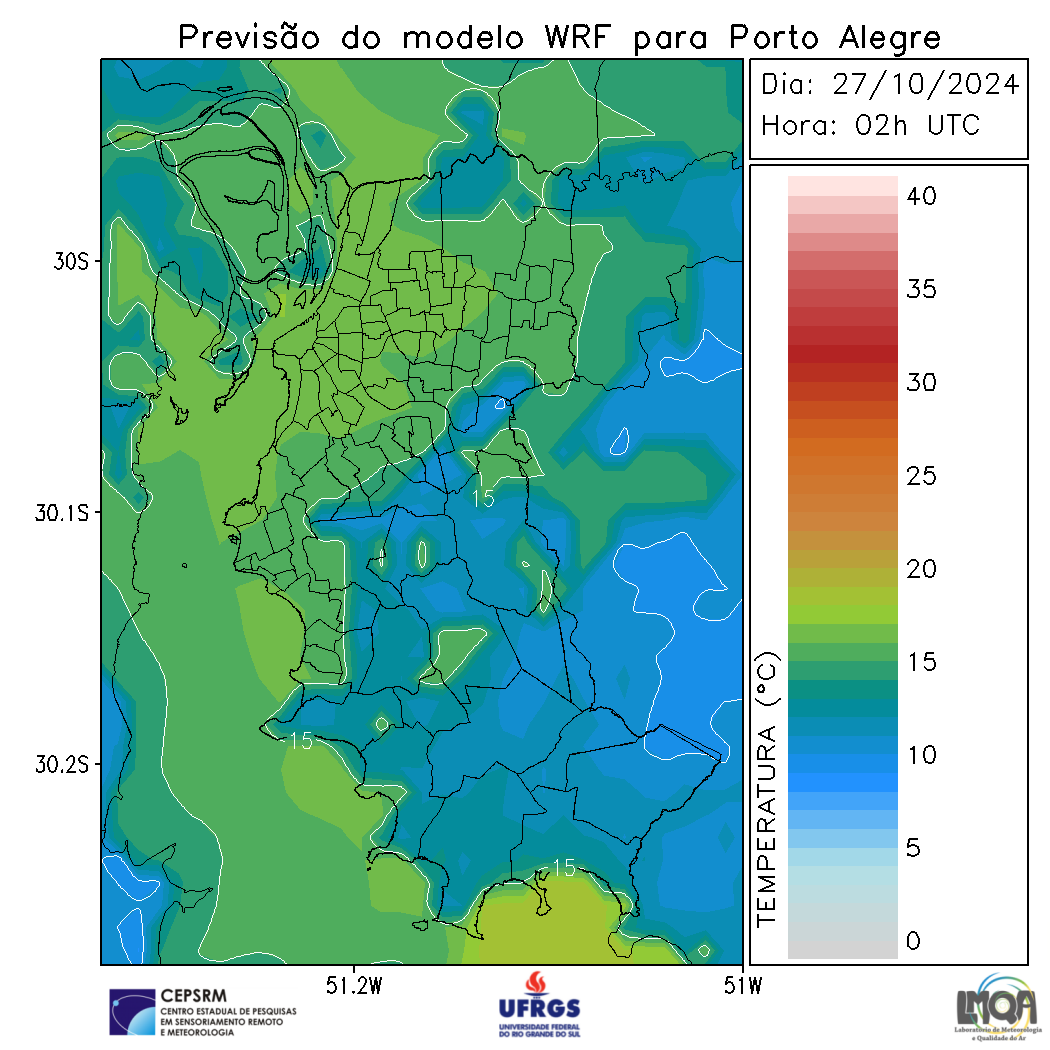 Previsão do modelo WRF para Porto Alegre
Dia: 27/10/2024
Hora: 02h UTC
30S
30.1S
30.2S
51.2W
51W
15
15
15
TEMPERATURA (°C)
40
35
30
25
20
15
10
5
0
CEPSRM
CENTRO ESTADUAL DE PESQUISAS
EM SENSORIAMENTO REMOTO
E METEOROLOGIA
UFRGS
UNIVERSIDADE FEDERAL
DO RIO GRANDE DO SUL
LMQA
Laboratório de Meteorologia
e Qualidade do Ar